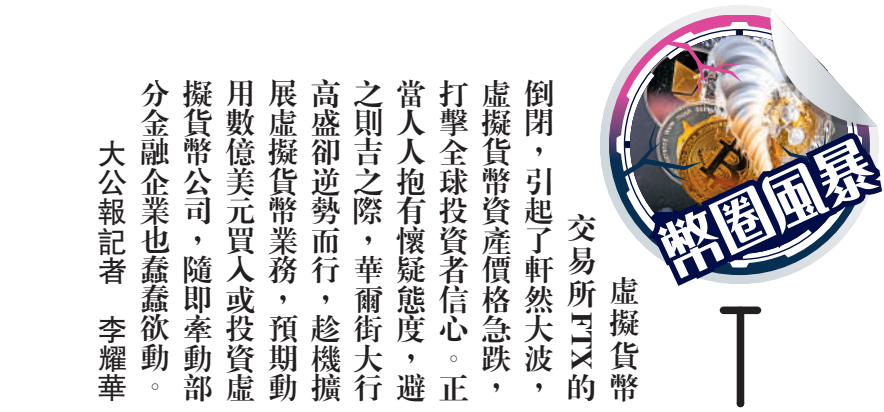 幣圈風暴
虛擬貨幣
交易所FTX的
倒閉，引起了軒然大波，
虛擬貨幣資產價格急跌，
打擊全球投資者信心。正
當人人抱有懷疑態度，避
之則吉之際，華爾街大行
高盛卻逆勢而行，趁機擴
展虛擬貨幣業務，預期動
用數億美元買入或投資虛
擬貨幣公司，隨即牽動部
分金融企業也蠢蠢欲動。
大公報記者　李耀華